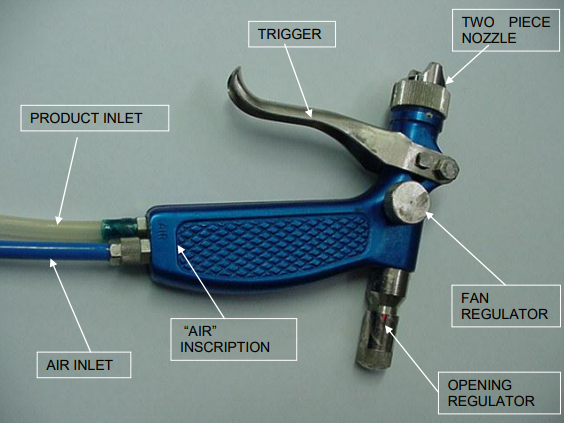 TWO PIECE
NOZZLE
TRIGGER
PRODUCT INLET
AIR
FAN
REGULATOR
“AIR”
INSCRIPTION
AIR INLET
OPENING
REGULATOR